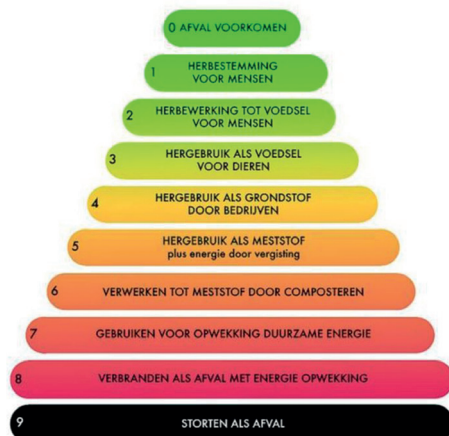 0 AFVAL VOORKOMEN
1 HERBESTEMMING
VOOR MENSEN
2 HERBEWERKING TOT VOEDSEL
VOOR MENSEN
3 HERGEBRUIK ALS VOEDSEL
VOOR DIEREN
4 HERGEBRUIK ALS GRONDSTOF
DOOR BEDRIJVEN
5 HERGEBRUIK ALS MESTSTOF
plus energie door vergisting
6 VERWERKEN TOT MESTSTOF DOOR COMPOSTEREN
7 GEBRUIKEN VOOR OPWEKKING DUURZAME ENERGIE
8 VERBRANDEN ALS AFVAL MET ENERGIE OPWEKKING
9 STORTEN ALS AFVAL